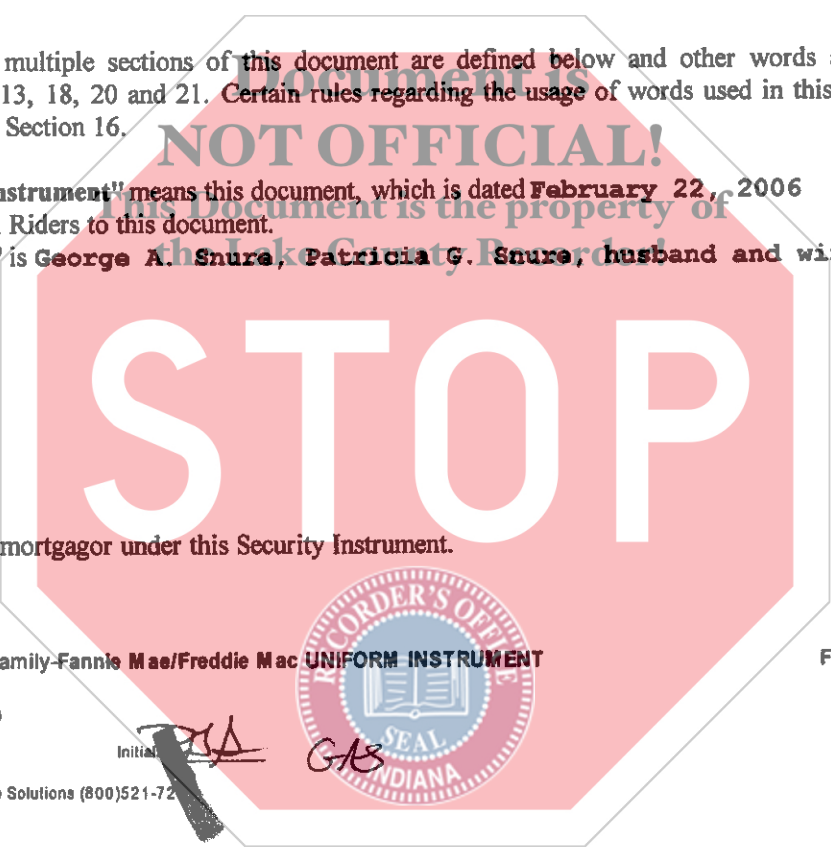 multiple sections of this document are defined below and other words
Document is
13, 18, 20 and 21. Certain rules regarding the usage of words used in this
Section 16.
NOT OFFICIAL!
nstrument" means this document, which is dated February 22, 2006
This Document is the property of
Riders to this document.
the Lake County Recorder!
is George A. Snure, Patricia G. Snure, husband and wi
STOP
mortgagor under this Security Instrument.
RECORDER'S OFFICE
amily-Fannie Mae/Freddie Mac UNIFORM INSTRUMENT
F
Initial
GAS
SEAL
INDIANA
Solutions (800)521-72